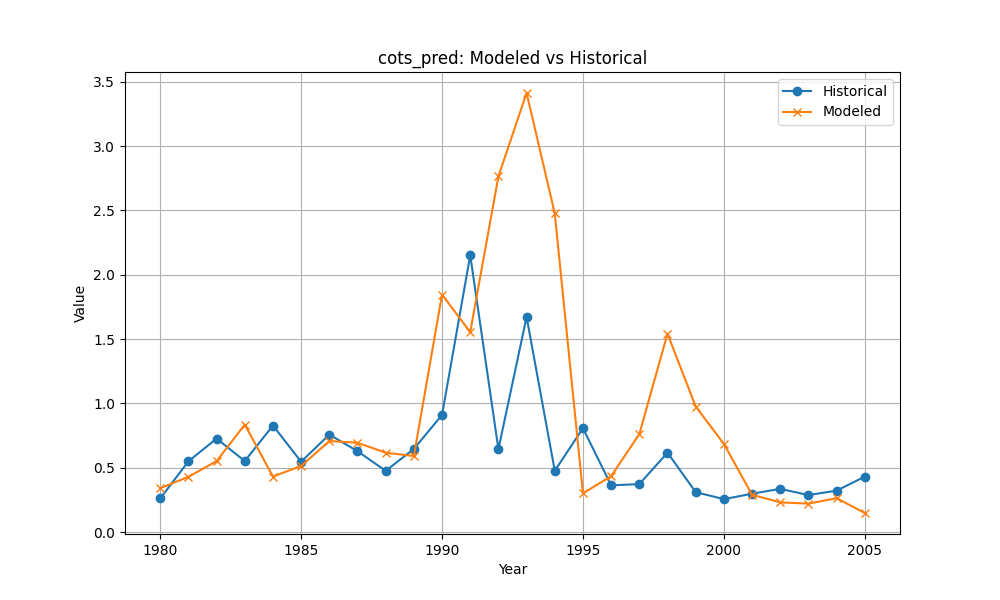 cots_pred: Modeled vs Historical
Historical
Modeled
3.5
3.0
2.5
2.0
1.5
1.0
0.5
0.0
Value
1980 1985 1990 1995 2000 2005
Year